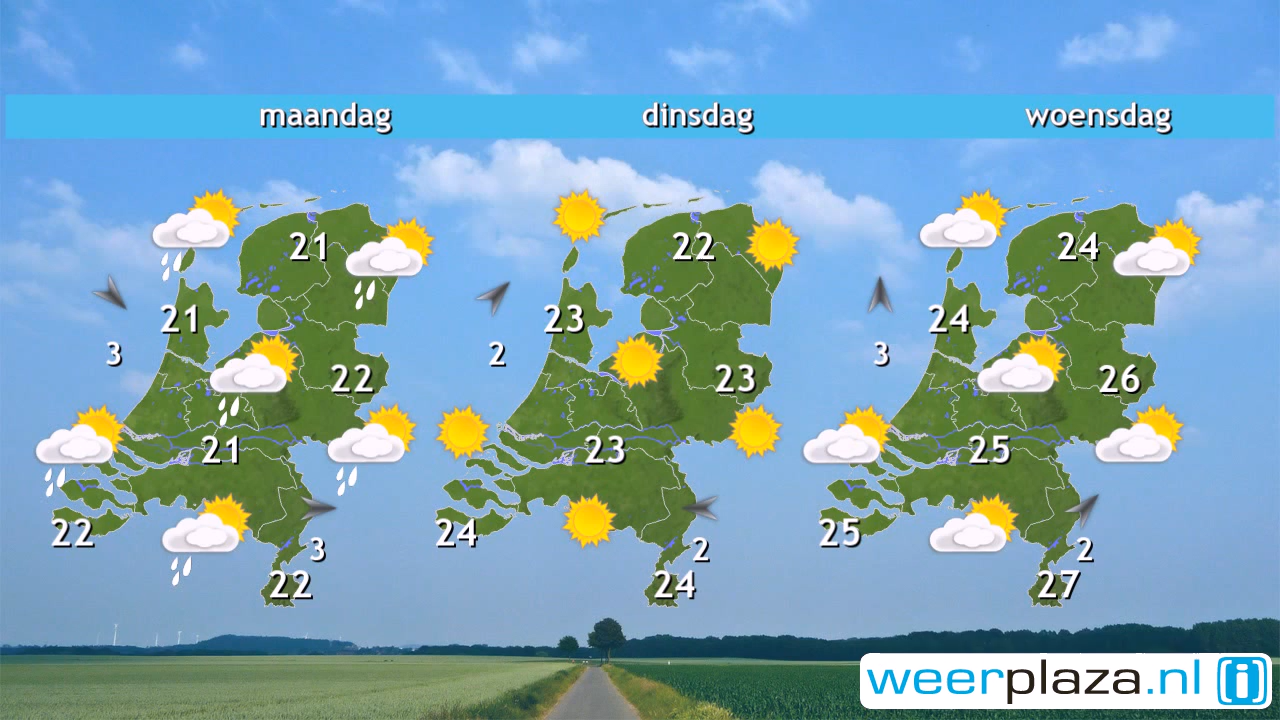 maandag dinsdag woensdag
21 22 24
21 23 24
3 2 3
22 23 26
21 23 25
22 24 25
3 2 2
22 24 27
weerplaza.nl i